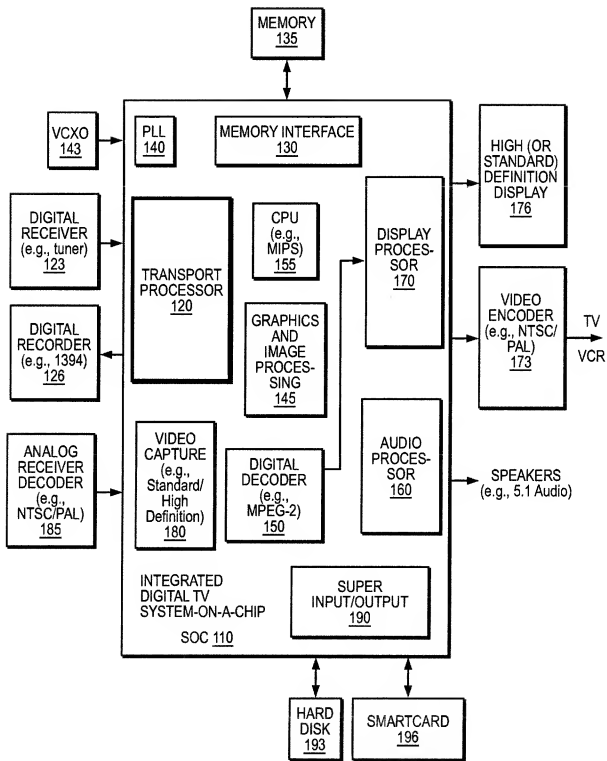 MEMORY
135
VCXO
143
PLL
140
MEMORY INTERFACE
130
HIGH (OR
STANDARD)
DEFINITION
DISPLAY
176
DIGITAL
RECEIVER
(e.g., tuner)
123
TRANSPORT
PROCESSOR
120
CPU
(e.g.,
MIPS)
155
DISPLAY
PROCES-
SOR
170
DIGITAL
RECORDER
(e.g., 1394)
126
GRAPHICS
AND
IMAGE
PROCES-
SING
145
VIDEO
ENCODER
(e.g., NTSC/
PAL)
173
TV
VCR
ANALOG
RECEIVER
DECODER
(e.g.,
NTSC/PAL)
185
VIDEO
CAPTURE
(e.g.,
Standard/
High
Definition)
180
DIGITAL
DECODER
(e.g.,
MPEG-2)
150
AUDIO
PROCES-
SOR
160
SPEAKERS
(e.g., 5.1 Audio)
INTEGRATED
DIGITAL TV
SYSTEM-ON-A-CHIP
SOC 110
SUPER
INPUT/OUTPUT
190
HARD
DISK
193
SMARTCARD
196